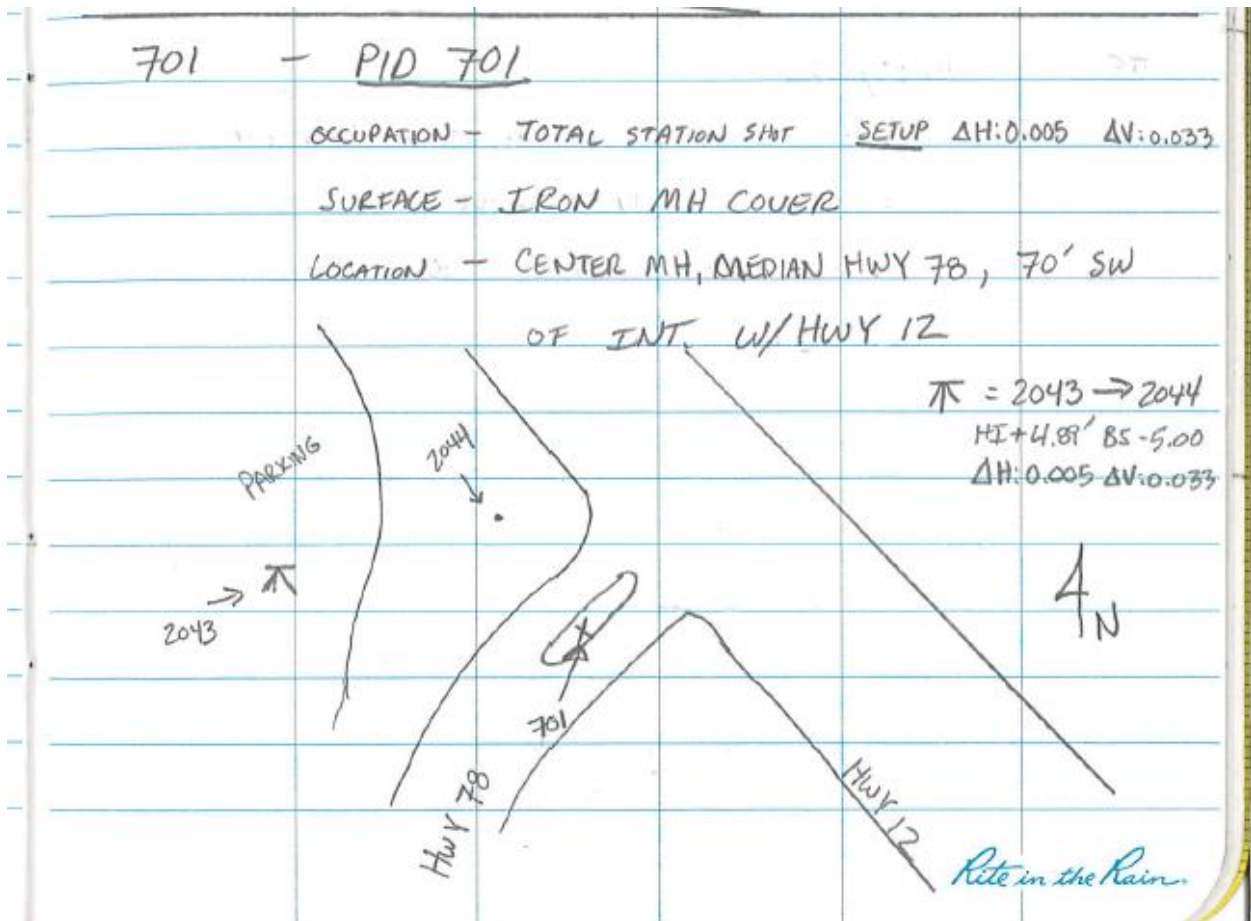 701 - PID 701
OCCUPATION - TOTAL STATION SHOT SETUP ΔH:0.005 ΔV:0.033
SURFACE - IRON MH COVER
LOCATION - CENTER MH, MEDIAN HWY 78, 70' SW
OF INT. W/HWY 12
= 2043 → 2044
HI+4.89' BS-5.00
ΔH:0.005 ΔV:0.033
PARKING
2044
2043
N
701
HWY 78
HWY 12
Rite in the Rain